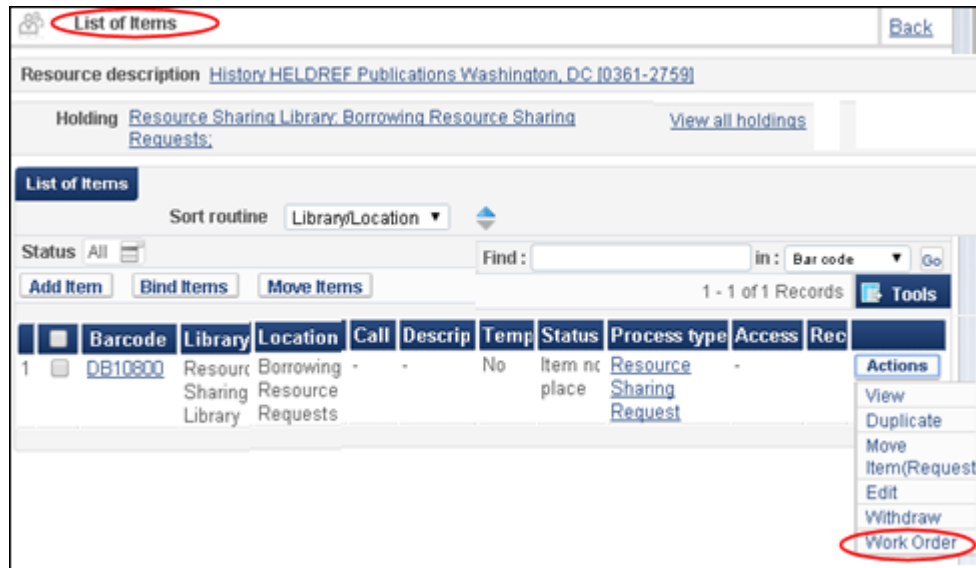 List of Items
Back
Resource description History HELDREF Publications Washington, DC [0361-2759]
Holding Resource Sharing Library: Borrowing Resource Sharing View all holdings
Requests;
List of Items
Sort routine Library/Location
Status All Find : in : Bar code Go
Add Item Bind Items Move Items 1 - 1 of 1 Records Tools
Barcode Library Location Call Descrip Temp Status Process type Access Rec
1 DB10800 Resourc Borrowing - - No Item no Resource - Actions
Sharing Resource place Sharing View
Library Requests Request Duplicate
Move
Item(Request
Edit
Withdraw
Work Order